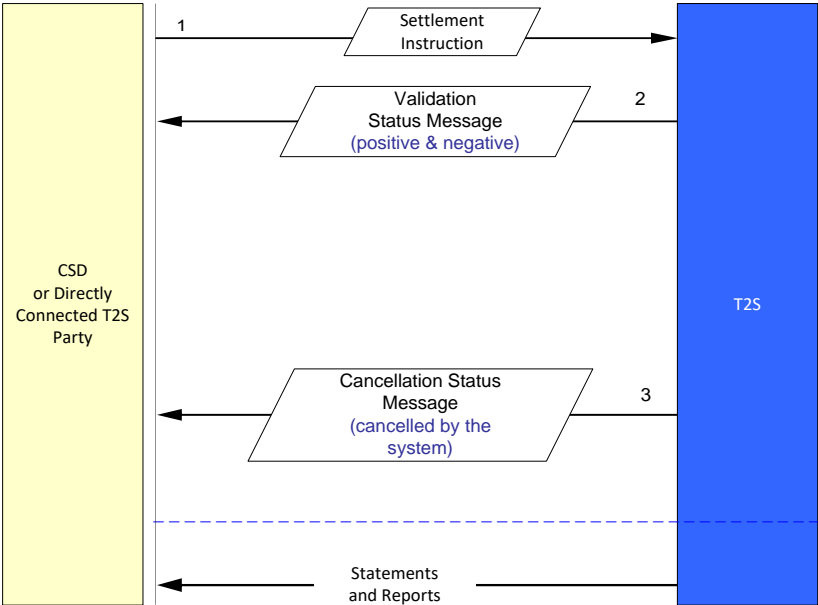 1
Settlement
Instruction
Validation
2
Status Message
(positive & negative)
CSD
or Directly
Connected T2S
Party
T2S
Cancellation Status
Message
3
(cancelled by the
system)
Statements
and Reports